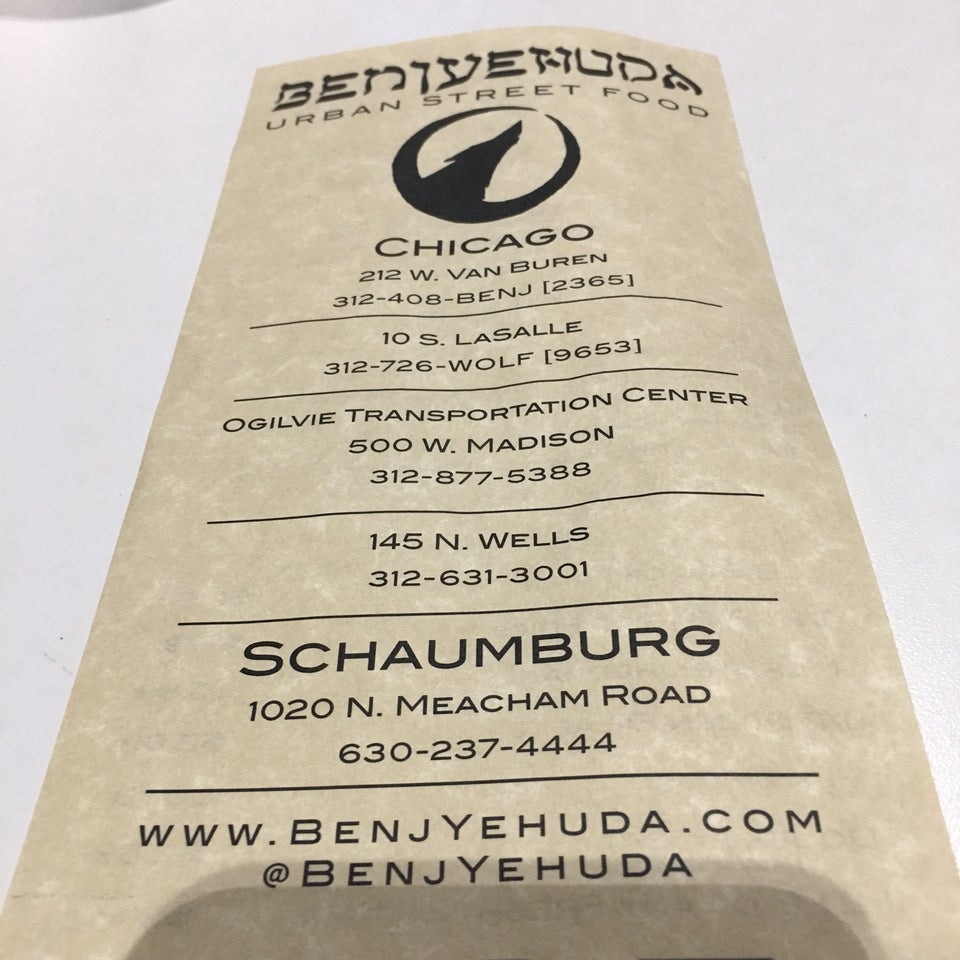 BENJYEHUDA
URBAN STREET FOOD
CHICAGO
212 W. VAN BUREN
312-408-BENJ [2365]
10 S. LASALLE
312-726-WOLF [9653]
OGILVIE TRANSPORTATION CENTER
500 W. MADISON
312-877-5388
145 N. WELLS
312-631-3001
SCHAUMBURG
1020 N. MEACHAM ROAD
630-237-4444
WWW.BENJYEHUDA.COM
@BENJYEHUDA